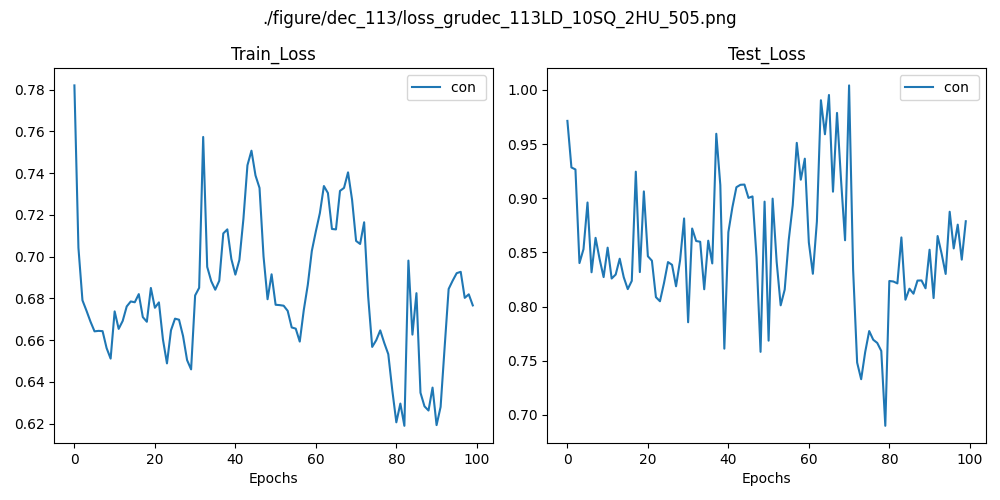 ./figure/dec_113/loss_grudec_113LD_10SQ_2HU_505.png
Train_Loss
con
0.78
0.76
0.74
0.72
0.70
0.68
0.66
0.64
0.62
0 20 40 60 80 100
Epochs
Test_Loss
con
1.00
0.95
0.90
0.85
0.80
0.75
0.70
0 20 40 60 80 100
Epochs